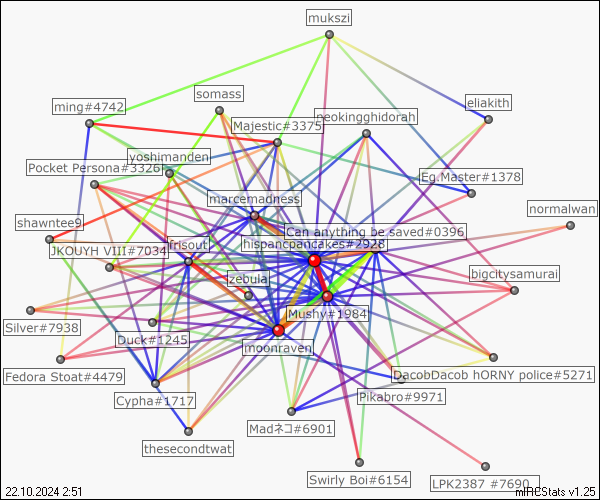 mukszi
somass
ming#4742
eliakith
neokingghidorah
Majestic#3375
yoshimanden
Pocket Persona#3326
Eg.Master#1378
marcemadness
normalwan
shawntee9
Can anything be saved#0396
JKOUYH VIII#7034
frisout
hispancpancakes#2928
zebula
bigcitysamurai
Mushy#1984
Silver#7938
Duck#1245
moonraven
Fedora Stoat#4479
DacobDacob hORNY police#5271
Cypha#1717
Pikabro#9971
Madネコ#6901
thesecondtwat
Swirly Boi#6154
LPK2387 #7690
22.10.2024 2:51
mIRCStats v1.25